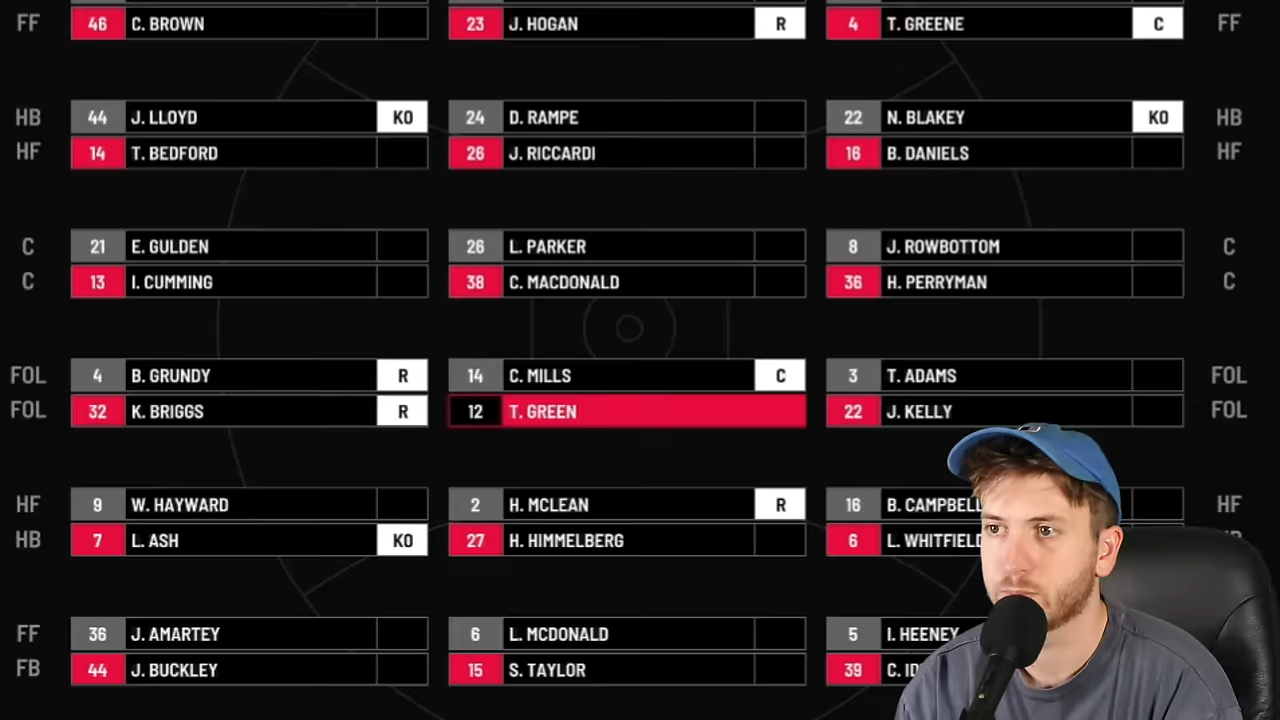 FF 46 C. BROWN 23 J. HOGAN R 4 T. GREENE C FF
HB 44 J. LLOYD KO 24 D. RAMPE 22 N. BLAKEY KO HB
HF 14 T. BEDFORD 26 J. RICCARDI 16 B. DANIELS HF
C 21 E. GULDEN 26 L. PARKER 8 J. ROWBOTTOM C
C 13 I. CUMMING 38 C. MACDONALD 36 H. PERRYMAN C
FOL 4 B. GRUNDY R 14 C. MILLS C 3 T. ADAMS FOL
FOL 32 K. BRIGGS R 12 T. GREEN 22 J. KELLY FOL
HF 9 W. HAYWARD 2 H. MCLEAN R 16 B. CAMPBELL HF
HB 7 L. ASH KO 27 H. HIMMELBERG 6 L. WHITFIELD
FF 36 J. AMARTEY 6 L. MCDONALD 5 I. HEENEY
FB 44 J. BUCKLEY 15 S. TAYLOR 39 C.